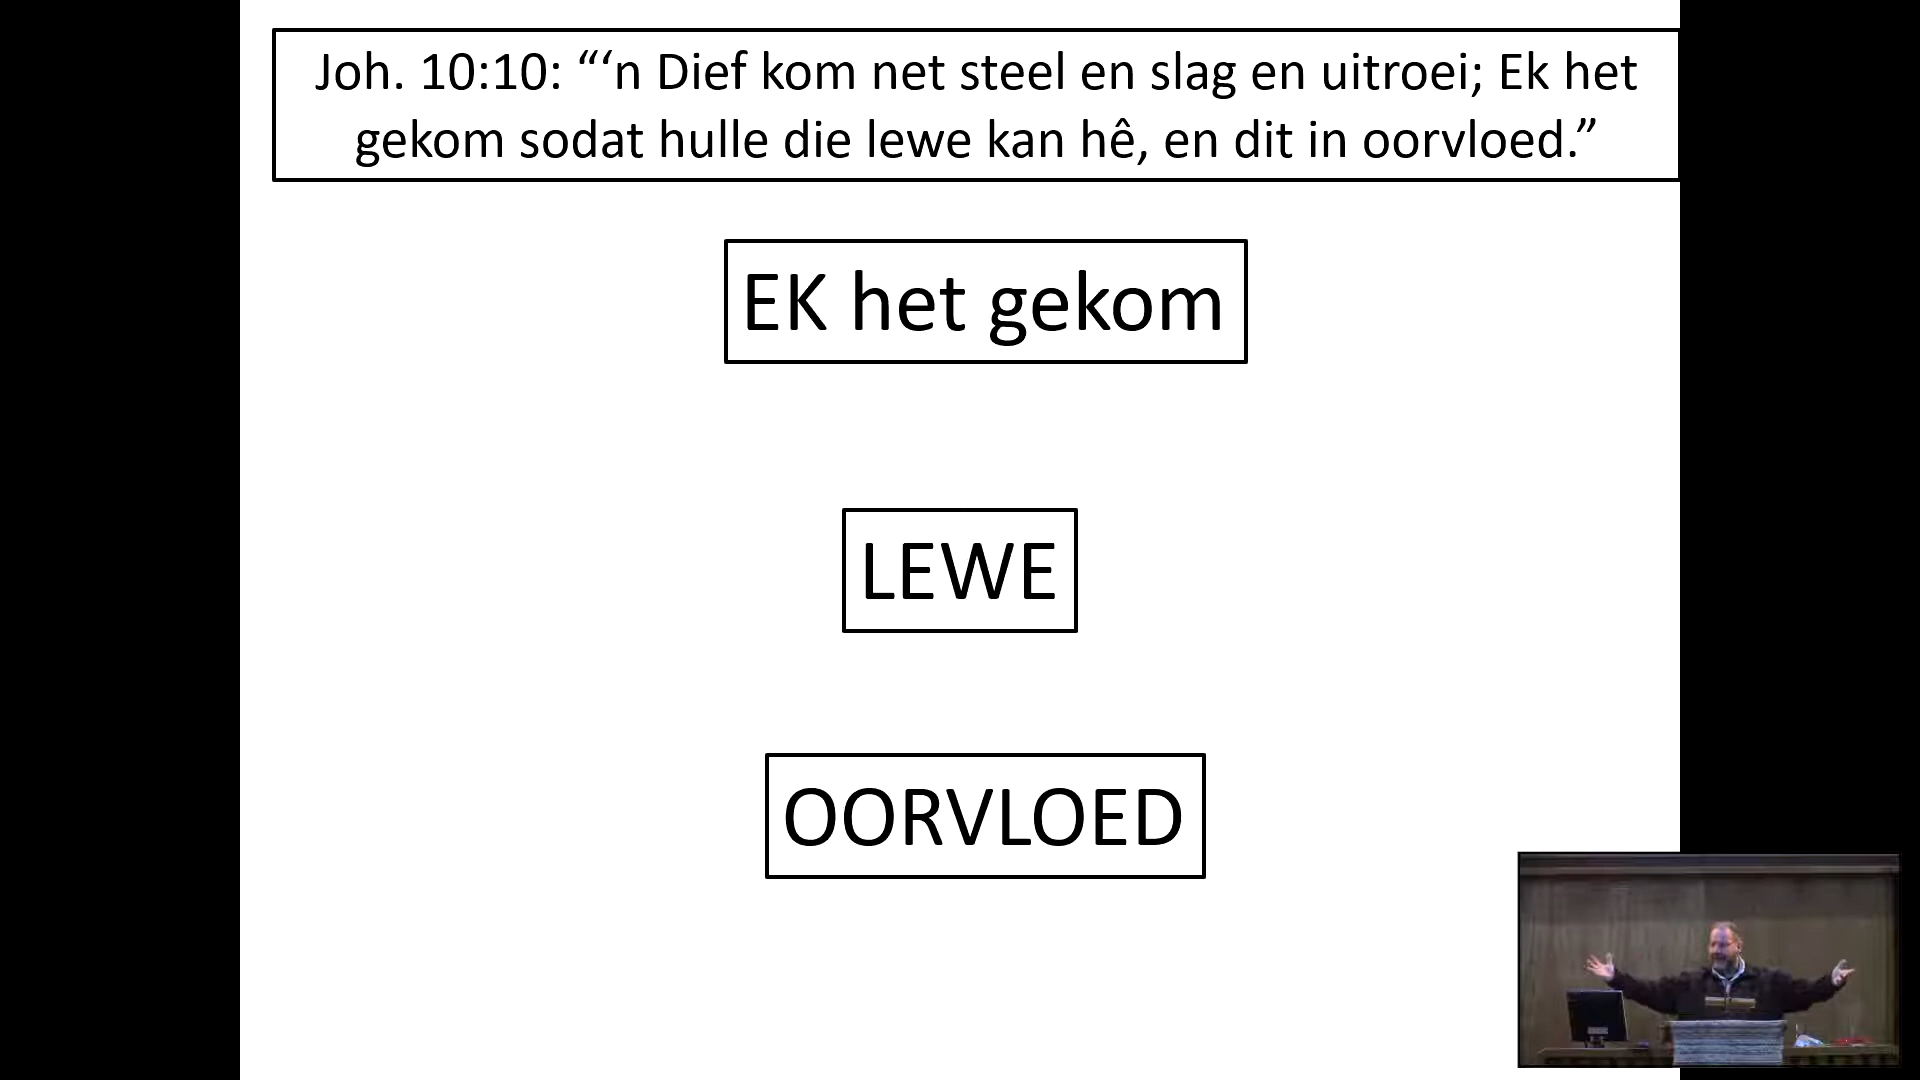 Joh. 10:10: “‘n Dief kom net steel en slag en uitroei; Ek het
gekom sodat hulle die lewe kan hê, en dit in oorvloed.”
EK het gekom
LEWE
OORVLOED